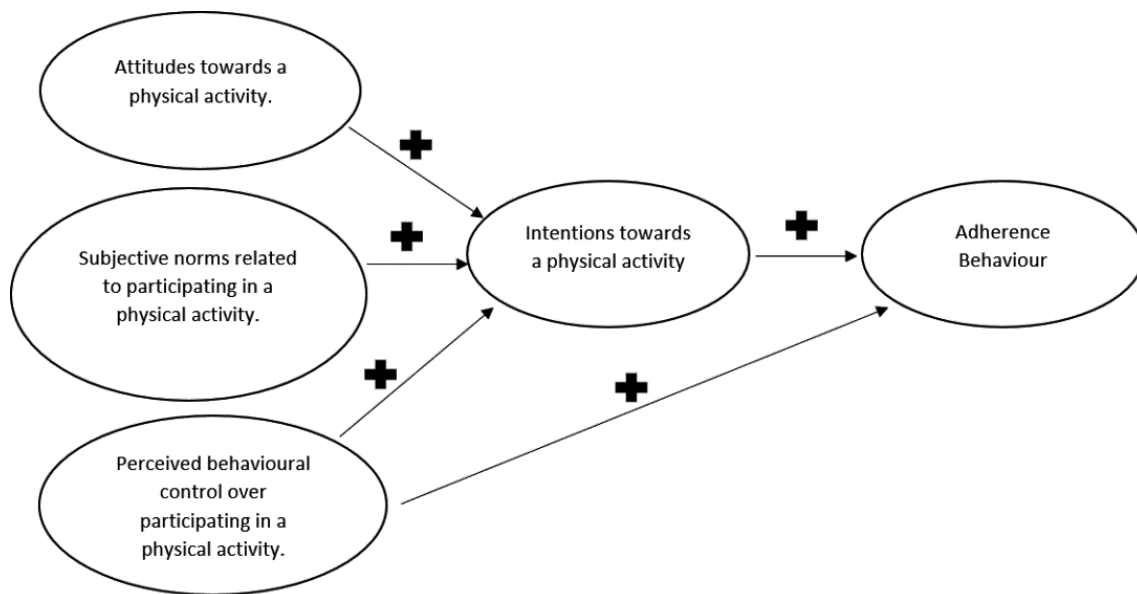 Attitudes towards a
physical activity.
Subjective norms related
to participating in a
physical activity.
Perceived behavioural
control over
participating in a
physical activity.
Intentions towards
a physical activity
Adherence
Behaviour